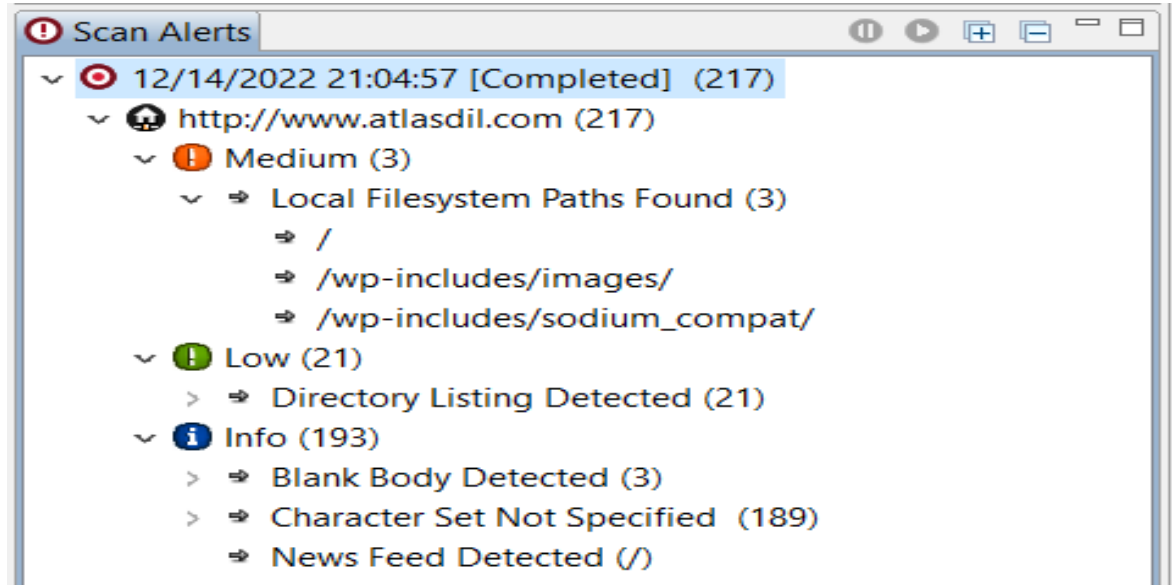 Scan Alerts
12/14/2022 21:04:57 [Completed] (217)
http://www.atlasdil.com (217)
Medium (3)
Local Filesystem Paths Found (3)
/
/wp-includes/images/
/wp-includes/sodium_compat/
Low (21)
Directory Listing Detected (21)
Info (193)
Blank Body Detected (3)
Character Set Not Specified (189)
News Feed Detected (/)